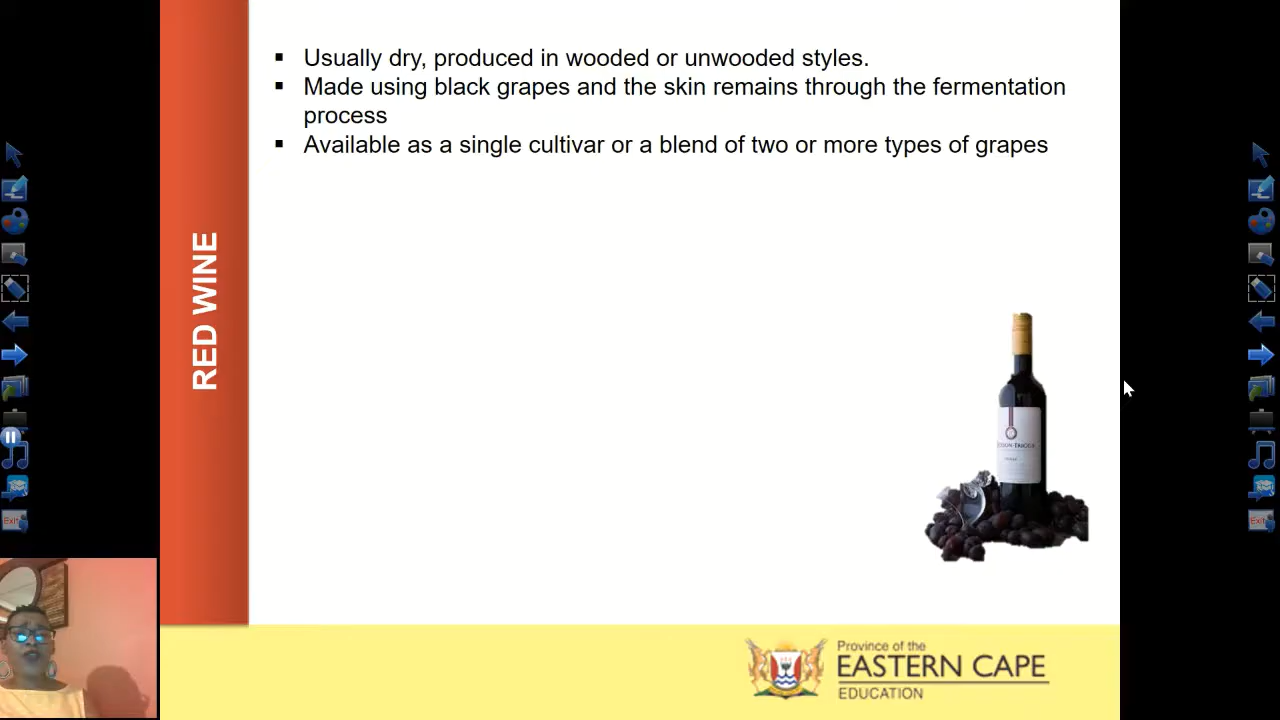 Usually dry, produced in wooded or unwooded styles.
Made using black grapes and the skin remains through the fermentation
process
Available as a single cultivar or a blend of two or more types of grapes
RED WINE
Province of the
EASTERN CAPE
EDUCATION
Exit
Exit